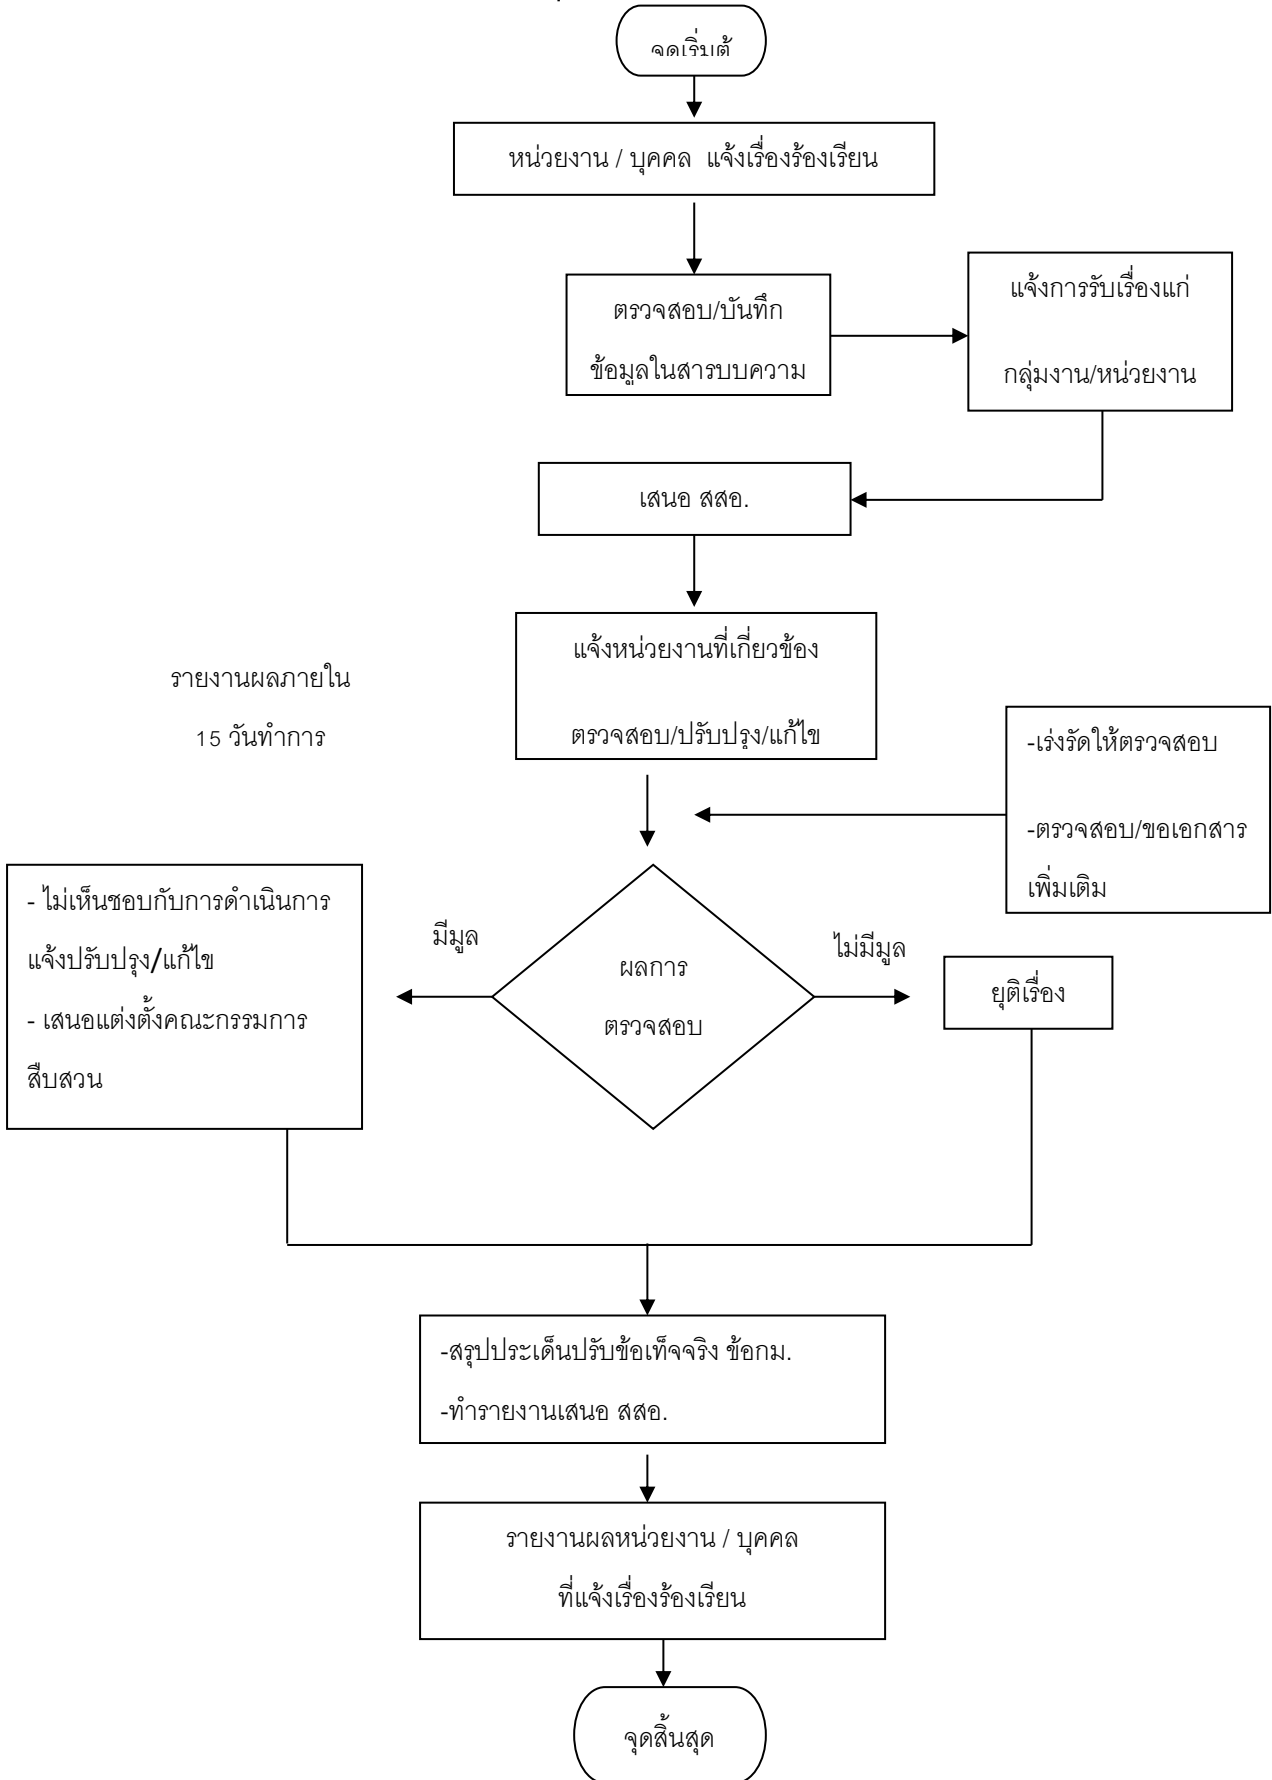 จุดเริ่มต้
หน่วยงาน / บุคคล แจ้งเรื่องร้องเรียน
ตรวจสอบ/บันทึก
ข้อมูลในสารบบความ
แจ้งการรับเรื่องแก่
กลุ่มงาน/หน่วยงาน
เสนอ สสอ.
แจ้งหน่วยงานที่เกี่ยวข้อง
ตรวจสอบ/ปรับปรุง/แก้ไข
รายงานผลภายใน
15 วันทำการ
-เร่งรัดให้ตรวจสอบ
-ตรวจสอบ/ขอเอกสาร
เพิ่มเติม
- ไม่เห็นชอบกับการดำเนินการ
แจ้งปรับปรุง/แก้ไข
- เสนอแต่งตั้งคณะกรรมการ
สืบสวน
มีมูล
ผลการ
ตรวจสอบ
ไม่มีมูล
ยุติเรื่อง
-สรุปประเด็นปรับข้อเท็จจริง ข้อกม.
-ทำรายงานเสนอ สสอ.
รายงานผลหน่วยงาน / บุคคล
ที่แจ้งเรื่องร้องเรียน
จุดสิ้นสุด